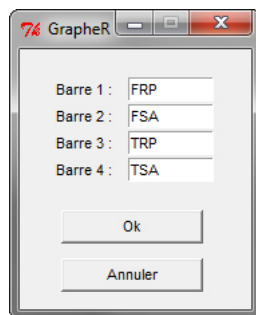 GrapheR
Barre 1 : FRP
Barre 2 : FSA
Barre 3 : TRP
Barre 4 : TSA
Ok
Annuler